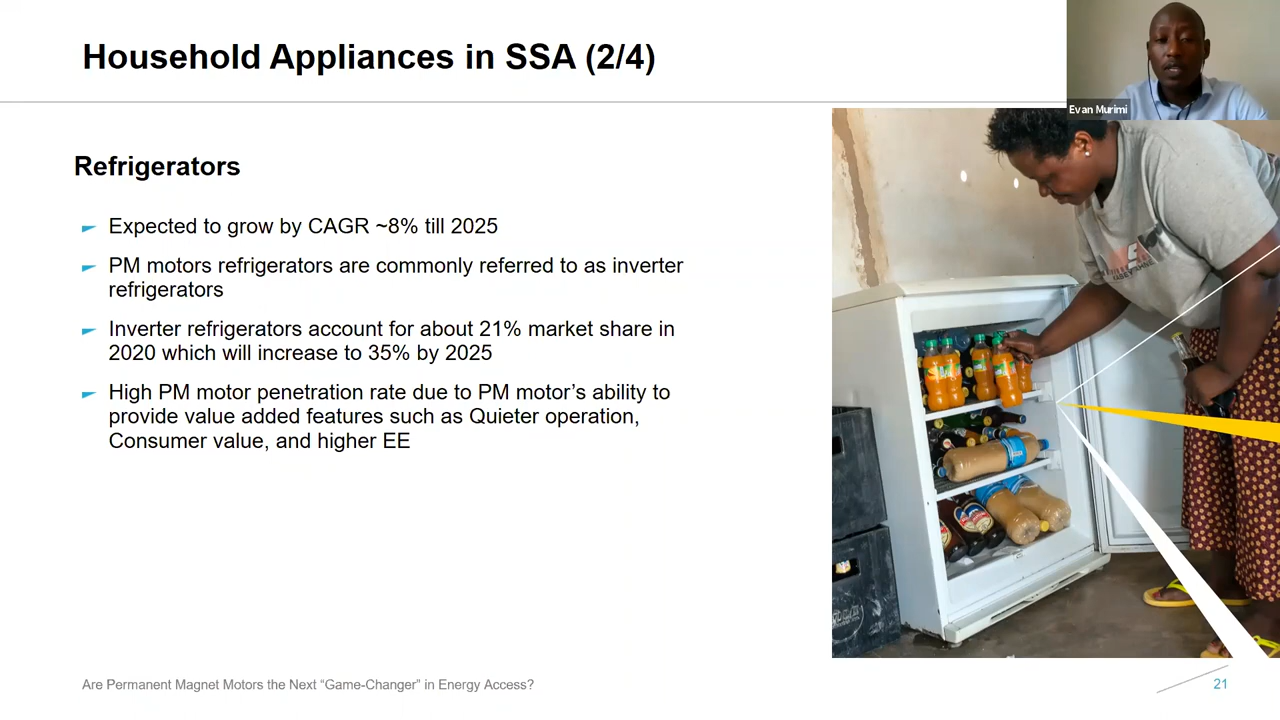 Household Appliances in SSA (2/4)
Evan Murimi
Refrigerators
Expected to grow by CAGR ~8% till 2025
PM motors refrigerators are commonly referred to as inverter
refrigerators
Inverter refrigerators account for about 21% market share in
2020 which will increase to 35% by 2025
High PM motor penetration rate due to PM motor’s ability to
provide value added features such as Quieter operation,
Consumer value, and higher EE
Are Permanent Magnet Motors the Next “Game-Changer” in Energy Access?
21